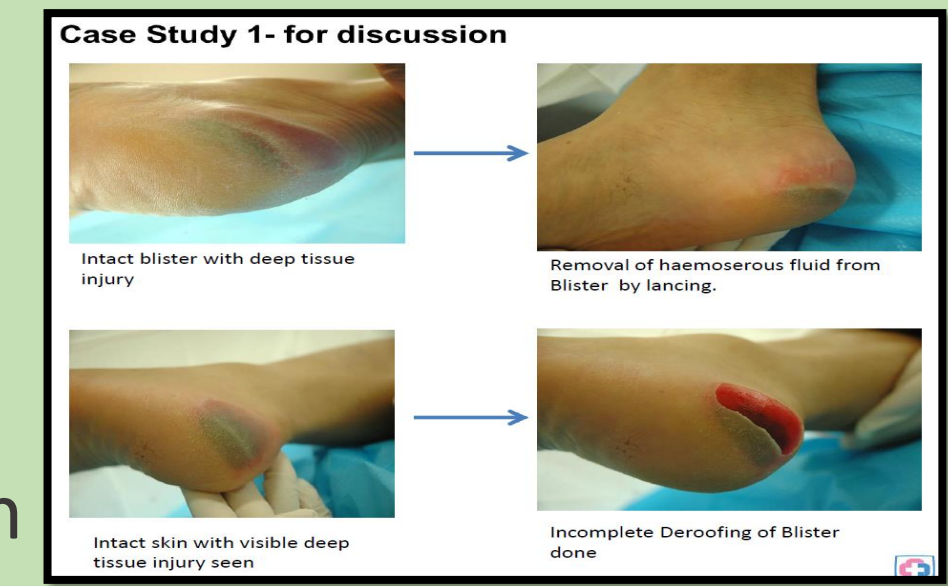 Case Study 1- for discussion
Intact blister with deep tissue
injury
Removal of haemoserous fluid from
Blister by lancing.
Intact skin with visible deep
tissue injury seen
Incomplete Deroofing of Blister
done